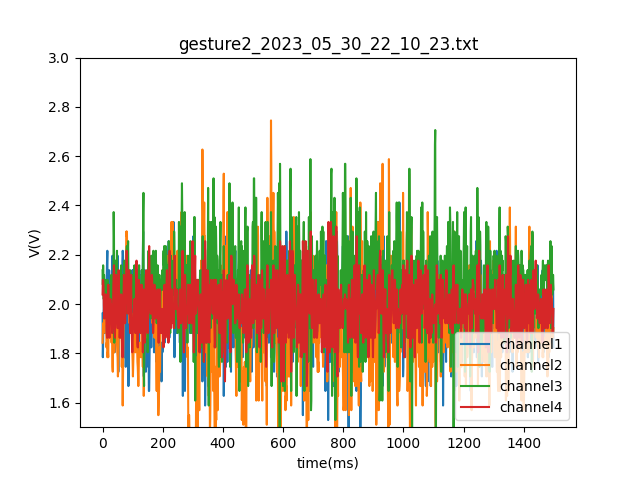 gesture2_2023_05_30_22_10_23.txt
3.0
2.8
2.6
2.4
2.2
2.0
1.8
1.6
V(V)
channel1
channel2
channel3
channel4
0 200 400 600 800 1000 1200 1400
time(ms)